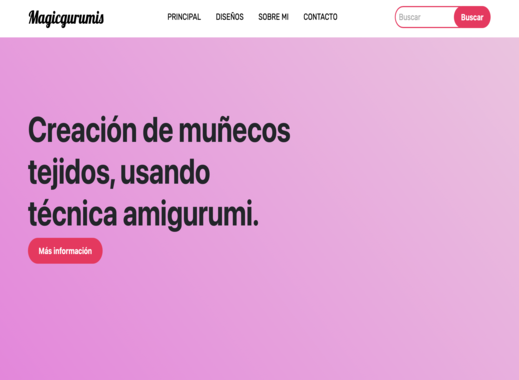 Magicgurumis
PRINCIPAL DISEÑOS SOBRE MI CONTACTO
Buscar Buscar
Creación de muñecos
tejidos, usando
técnica amigurumi.
Más información